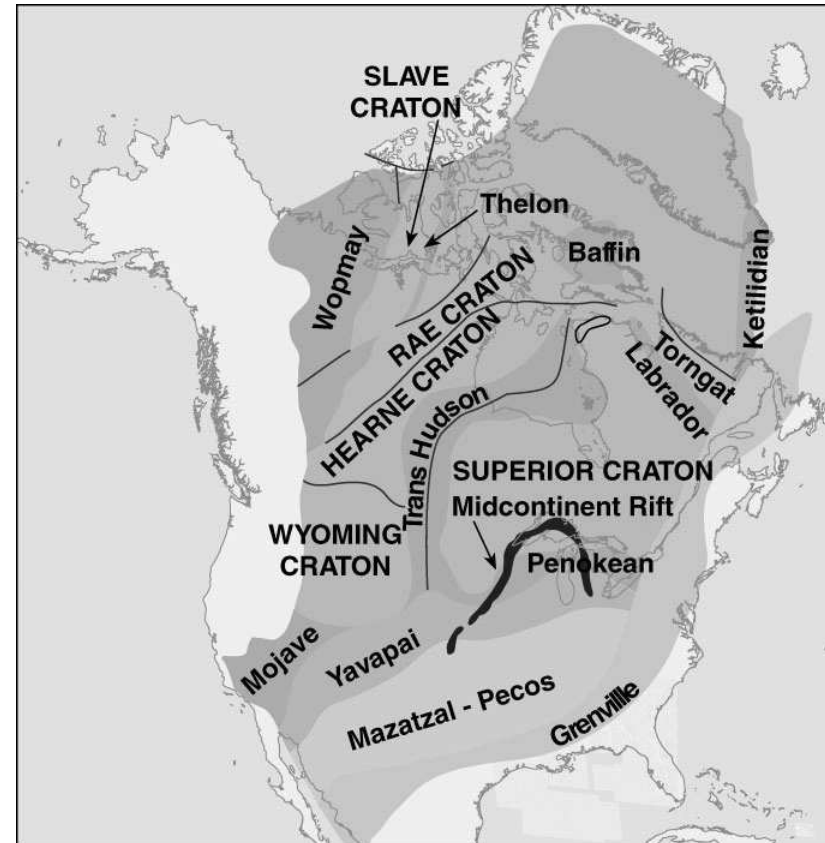 SLAVE
CRATON
Thelon
Wopmay
Baffin
Ketilidian
RAE CRATON
HEARNE CRATON
Torngat
Labrador
Trans Hudson
SUPERIOR CRATON
Midcontinent Rift
WYOMING
CRATON
Penokean
Mojave
Yavapai
Mazatzal - Pecos
Grenvillle